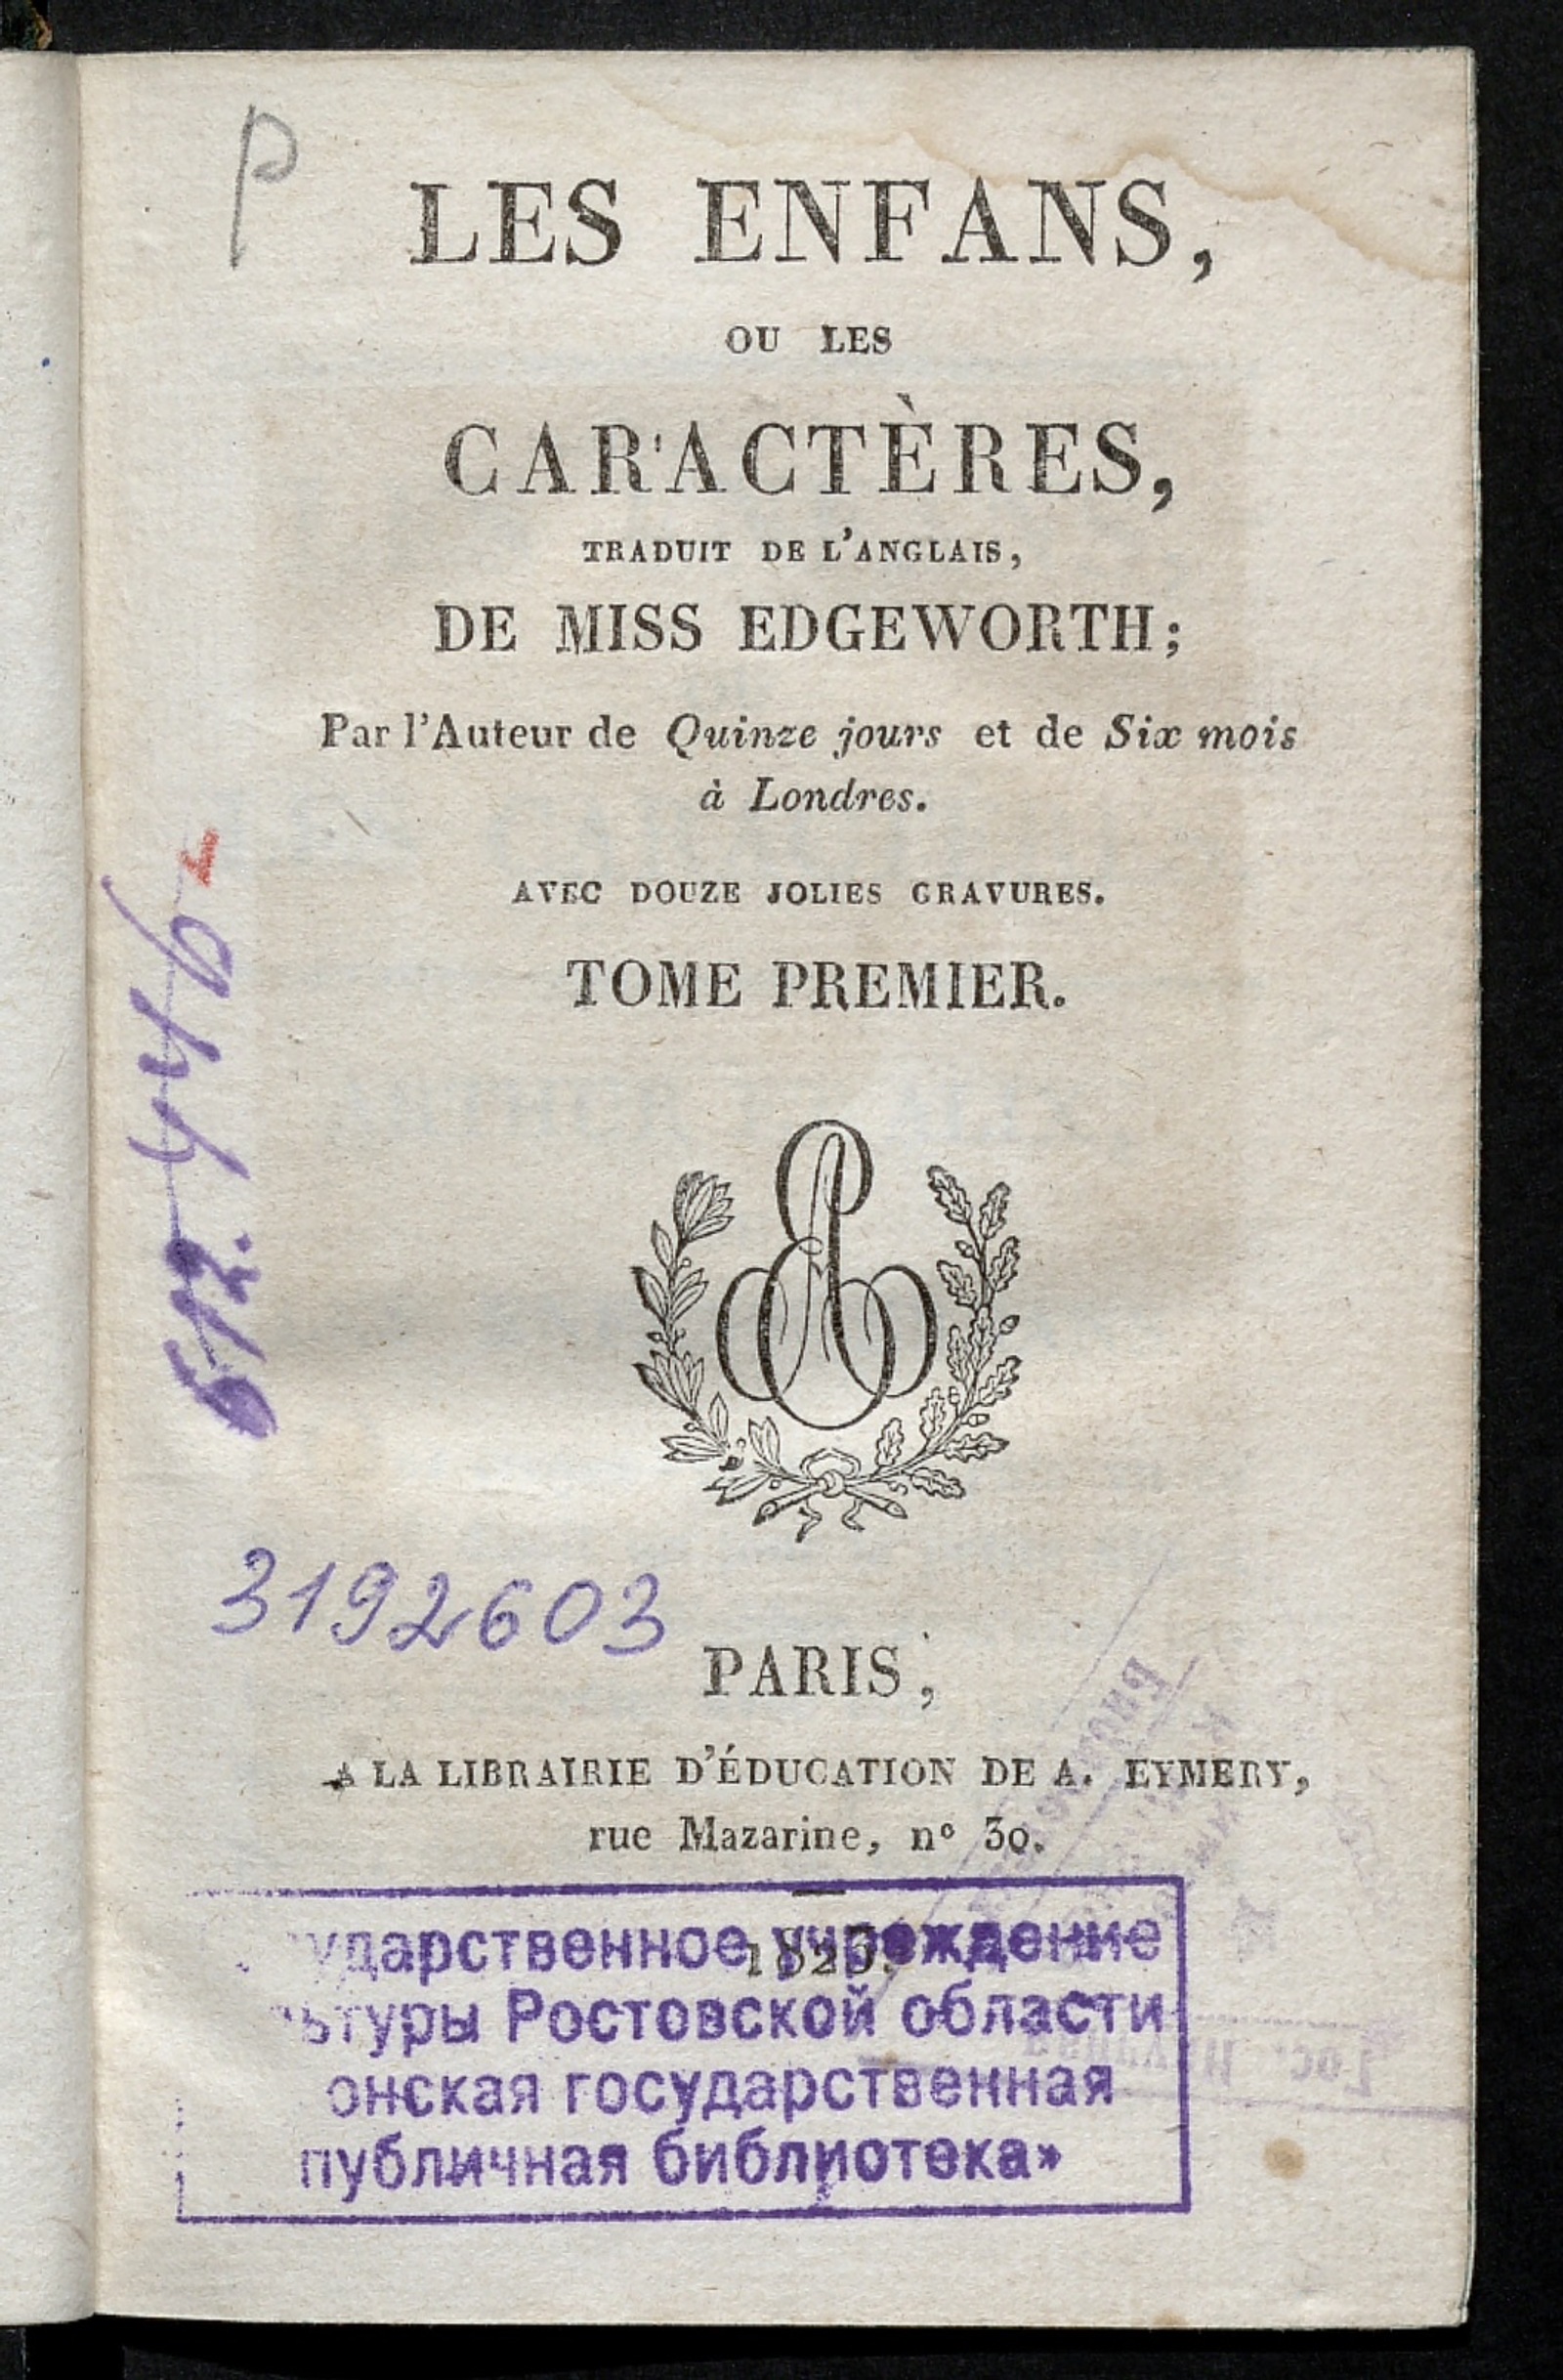 р
LES ENFANS,
OU LES
CARACTÈRES,
TRADUIT DE L'ANGLAIS,
DE MISS EDGEWORTH;
Par l'Auteur de Quinze jours et de Six mois
à Londres.
AVEC DOUZE JOLIES GRAVURES.
TOME PREMIER.
3192603
PARIS,
A LA LIBRAIRIE D'ÉDUCATION DE A. EYMERY,
rue Mazarine, nº 30.
ударственное учреждение
ьтуры Ростовской области
онская государственная
публичная библиотека»